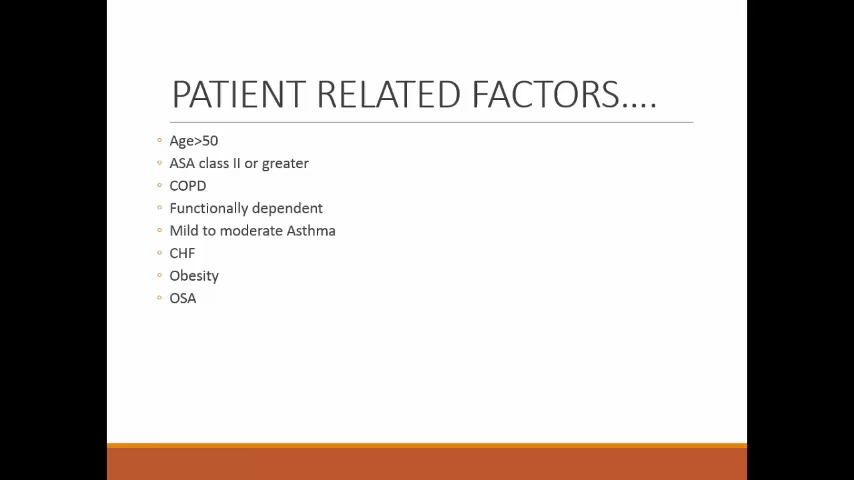 PATIENT RELATED FACTORS….
◦ Age>50
◦ ASA class II or greater
◦ COPD
◦ Functionally dependent
◦ Mild to moderate Asthma
◦ CHF
◦ Obesity
◦ OSA